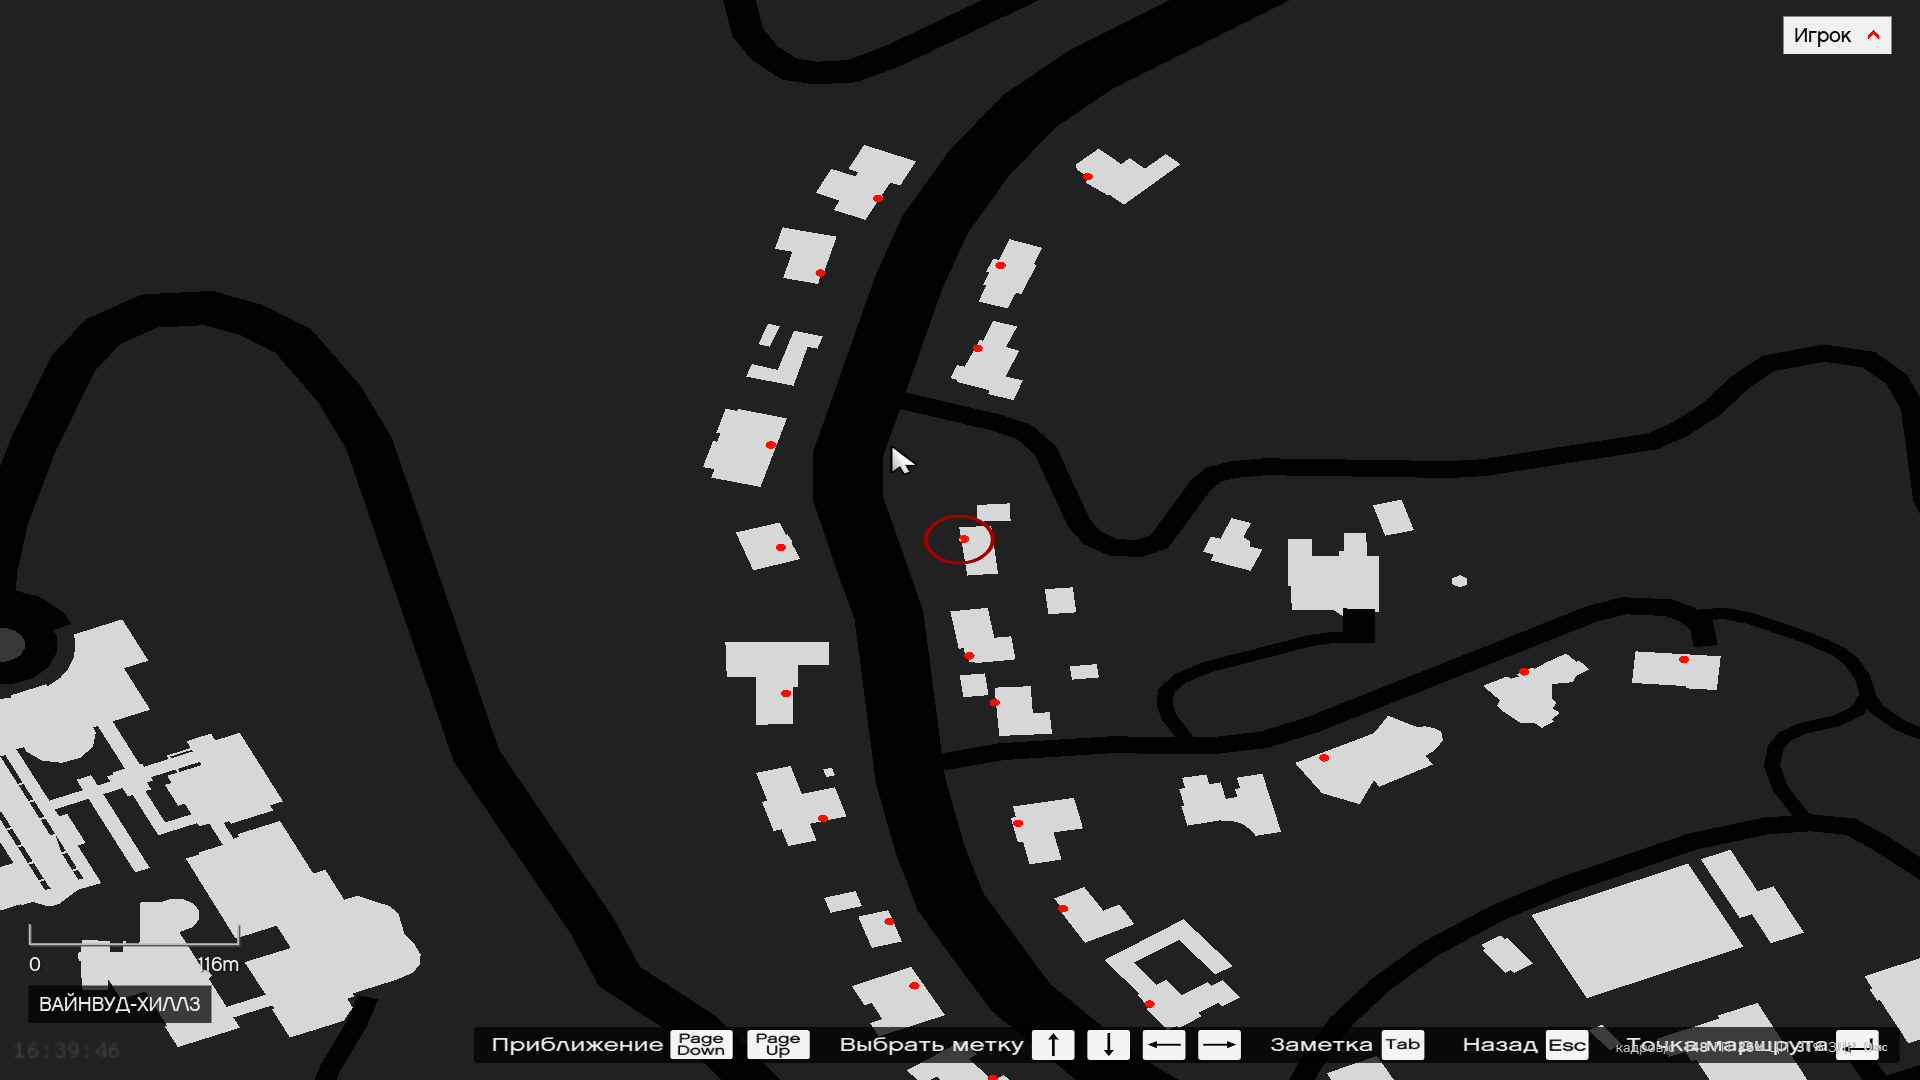 Игрок
0 116m
ВАЙНВУД-ХИЛЛЗ
16:39:46
Приближение Page Down Page Up Выбрать метку ↑ ↓ ← → Заметка Tab Назад Esc Точка маршрута